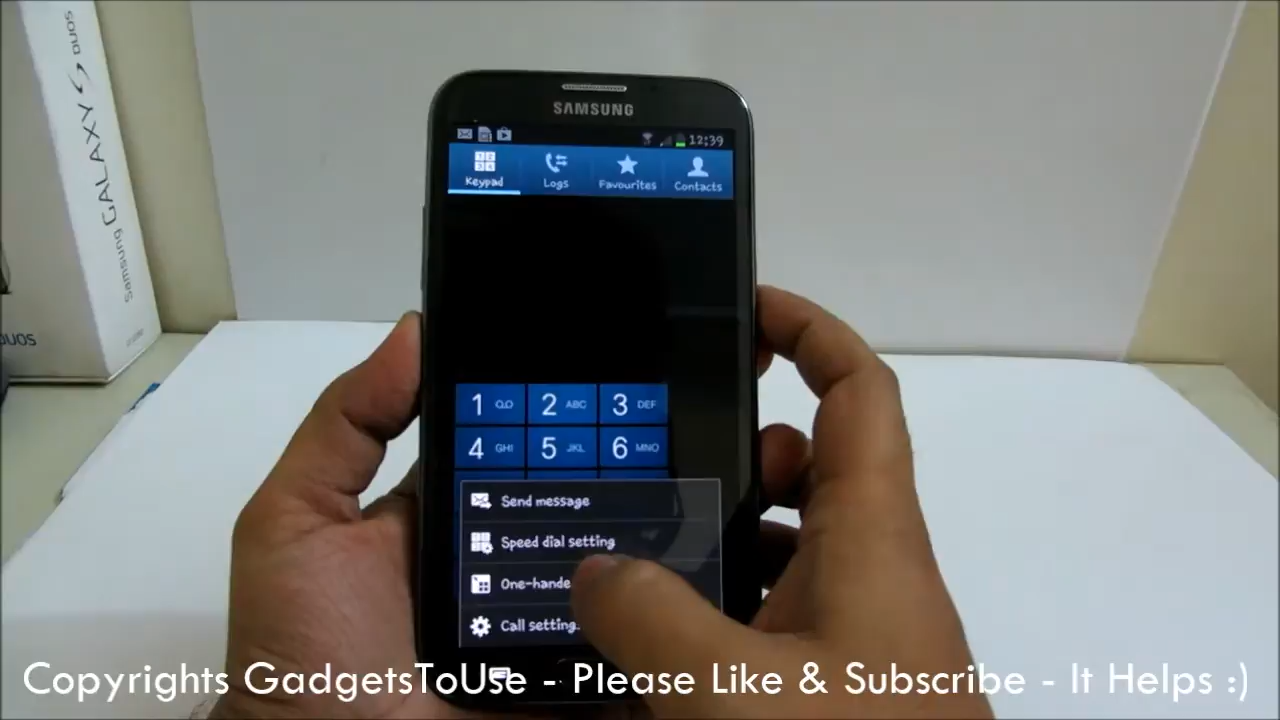 Samsung GALAXY S DUOS
DUOS
SAMSUNG
12:39
Keypad
Logs
Favourites
Contacts
1 2 ABC 3 DEF
4 GHI 5 JKL 6 MNO
Send message
Speed dial setting
One-hande
Call setting
Copyrights GadgetsToUse - Please Like & Subscribe - It Helps :)